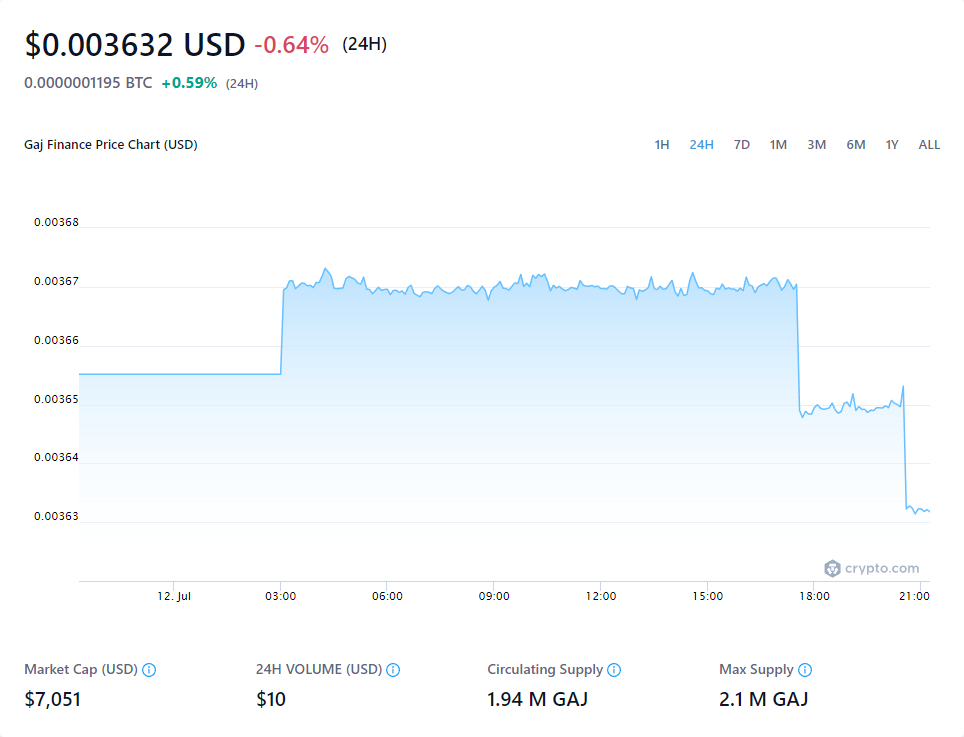 $0.003632 USD -0.64% (24H)
0.0000001195 BTC +0.59% (24H)
Gaj Finance Price Chart (USD) 1H 24H 7D 1M 3M 6M 1Y ALL
0.00368
0.00367
0.00366
0.00365
0.00364
0.00363
crypto.com
12. Jul 03:00 06:00 09:00 12:00 15:00 18:00 21:00
Market Cap (USD) 24H VOLUME (USD) Circulating Supply Max Supply
$7,051 $10 1.94 M GAJ 2.1 M GAJ